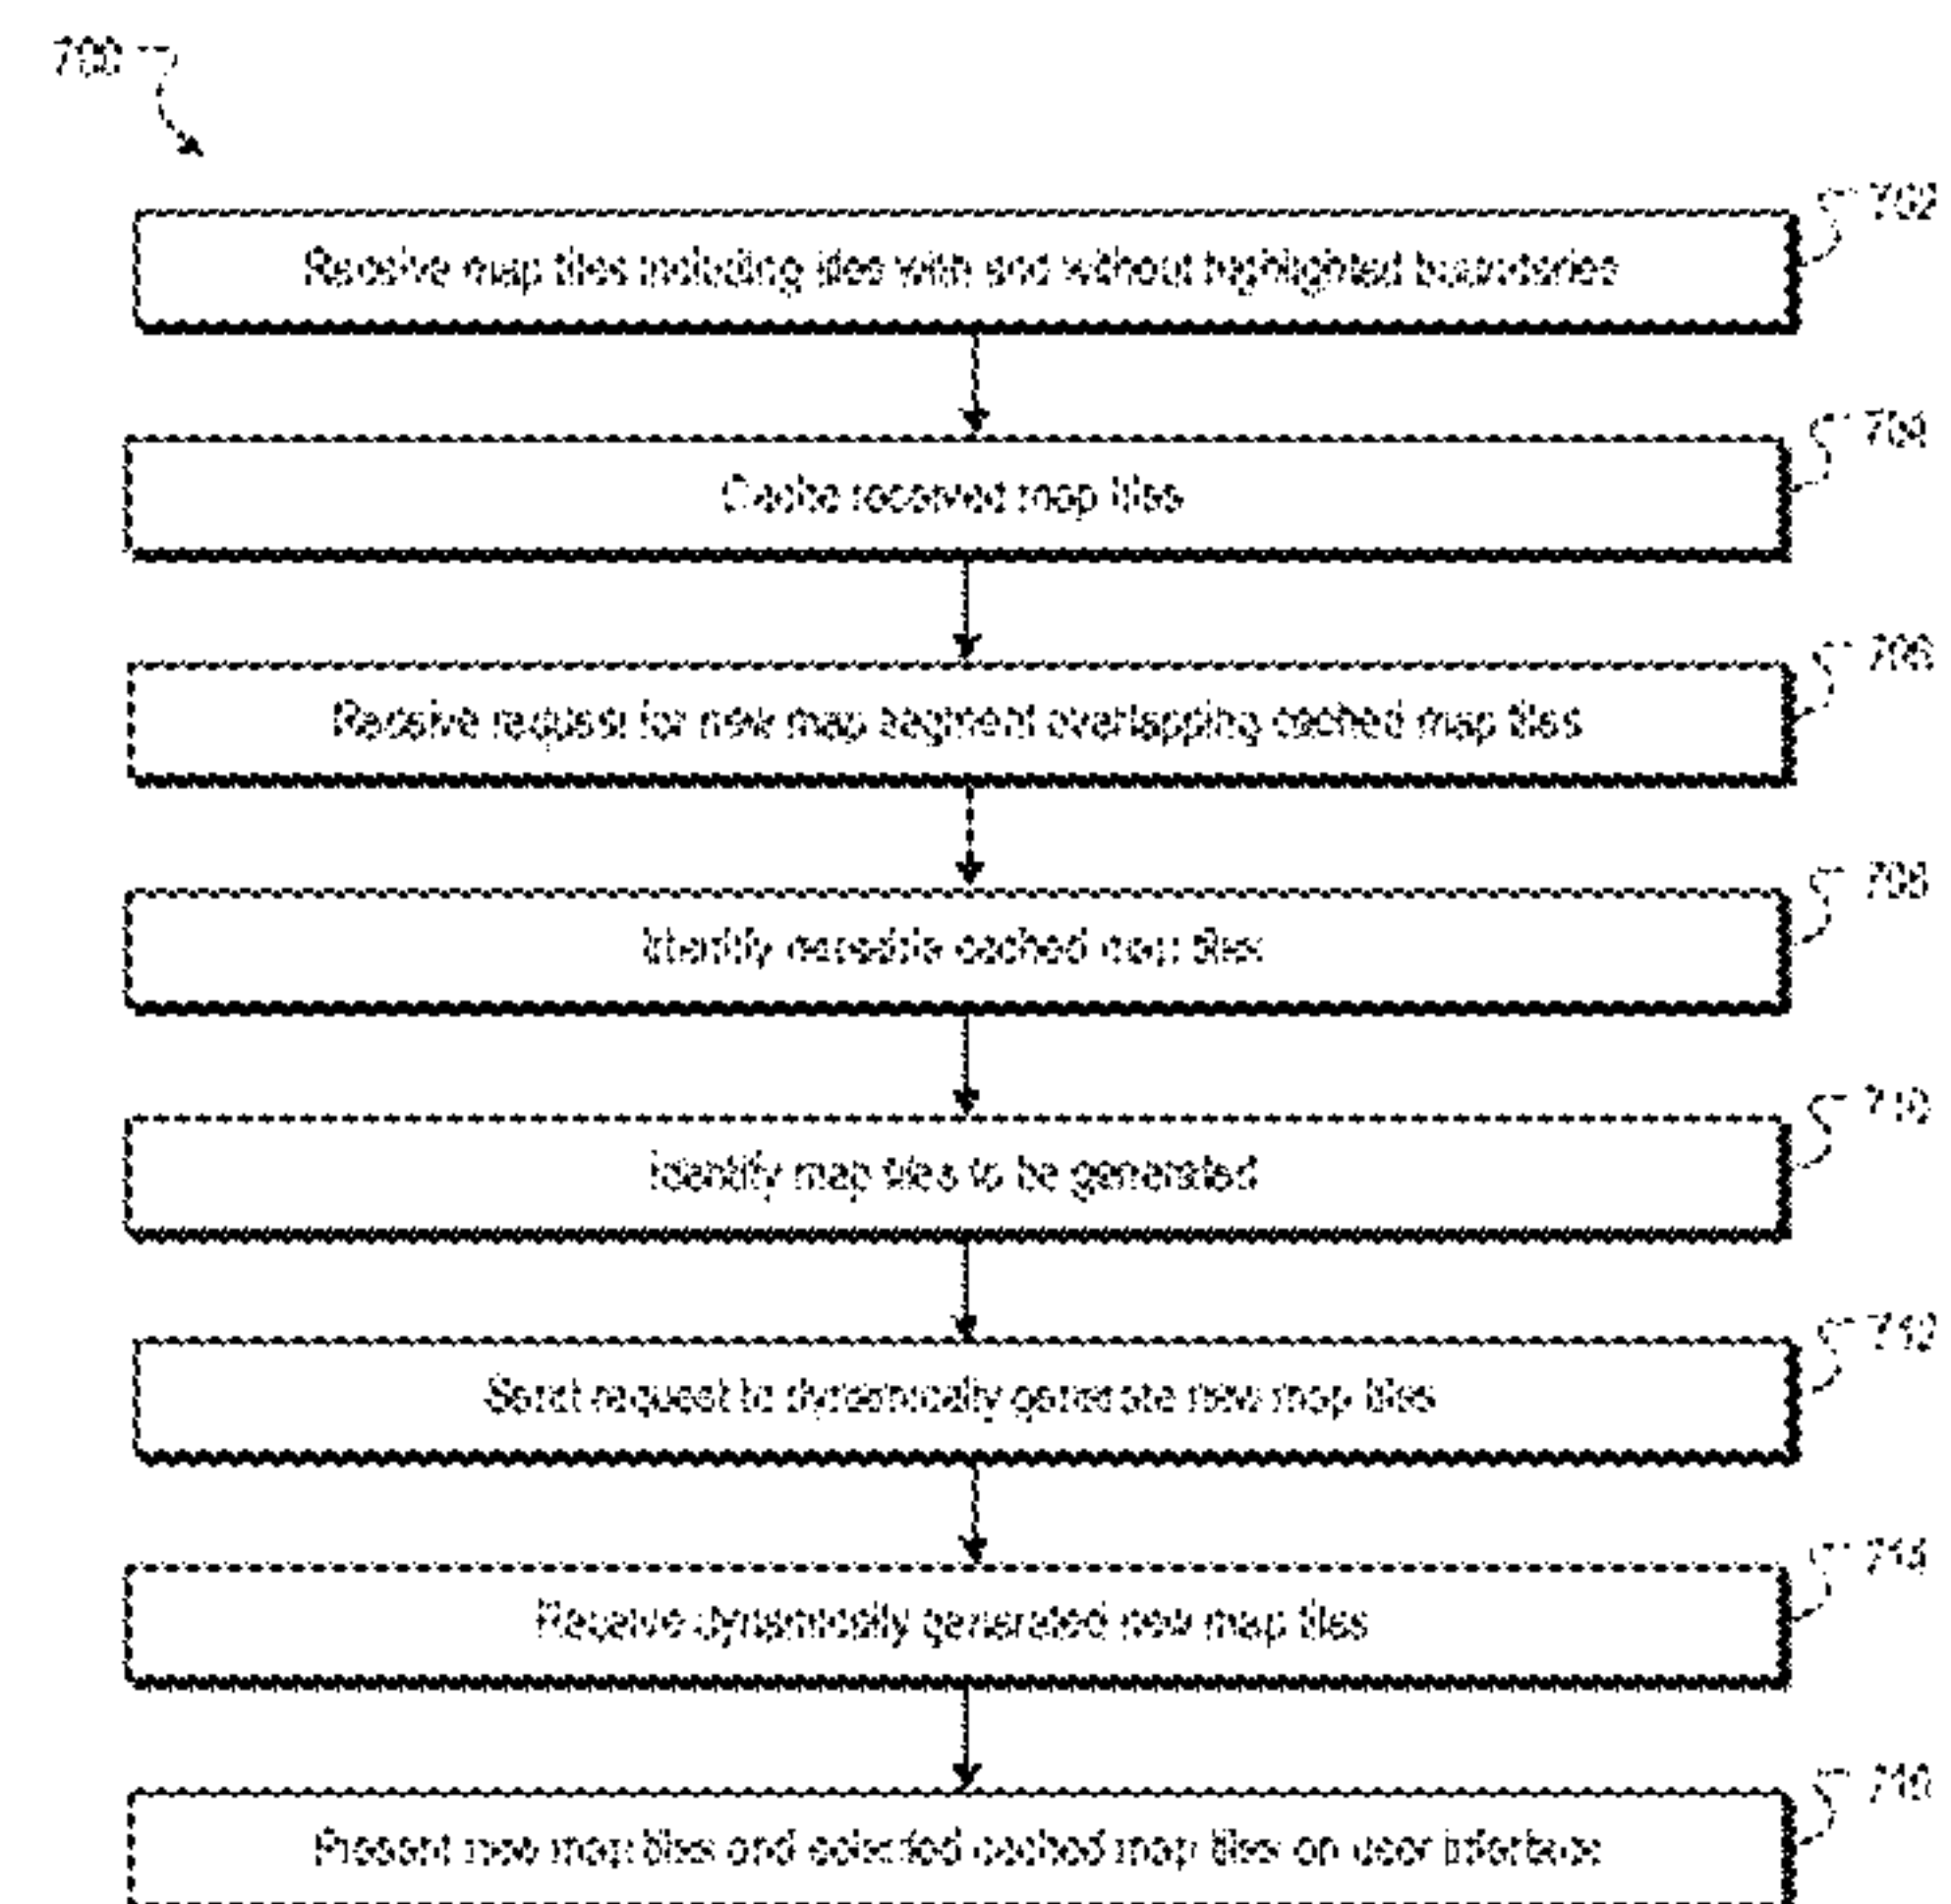 700
702
Receive map tiles including tiles with and without highlighted boundaries
704
Cache received map tiles
706
Receive request for new map segment overlapping cached map tiles
708
Identify reusable cached map tiles
710
Identify map tiles to be generated
712
Send request to dynamically generate new map tiles
714
Receive dynamically generated new map tiles
716
Present new map tiles and selected cached map tiles on user interface